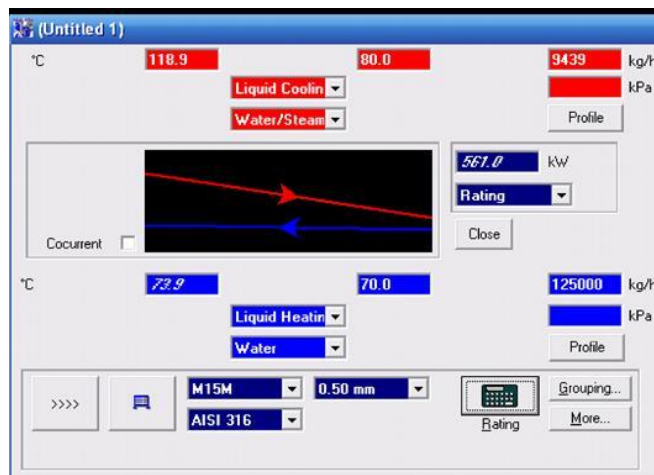 (Untitled 1)
°C 118.9 80.0 9439 kg/h
Liquid Coolin kPa
Water/Steam Profile
561.0 kW
Rating
Cocurrent Close
°C 73.9 70.0 125000 kg/h
Liquid Heatin kPa
Water Profile
>>>> M15M 0.50 mm Grouping...
AISI 316 Rating More...